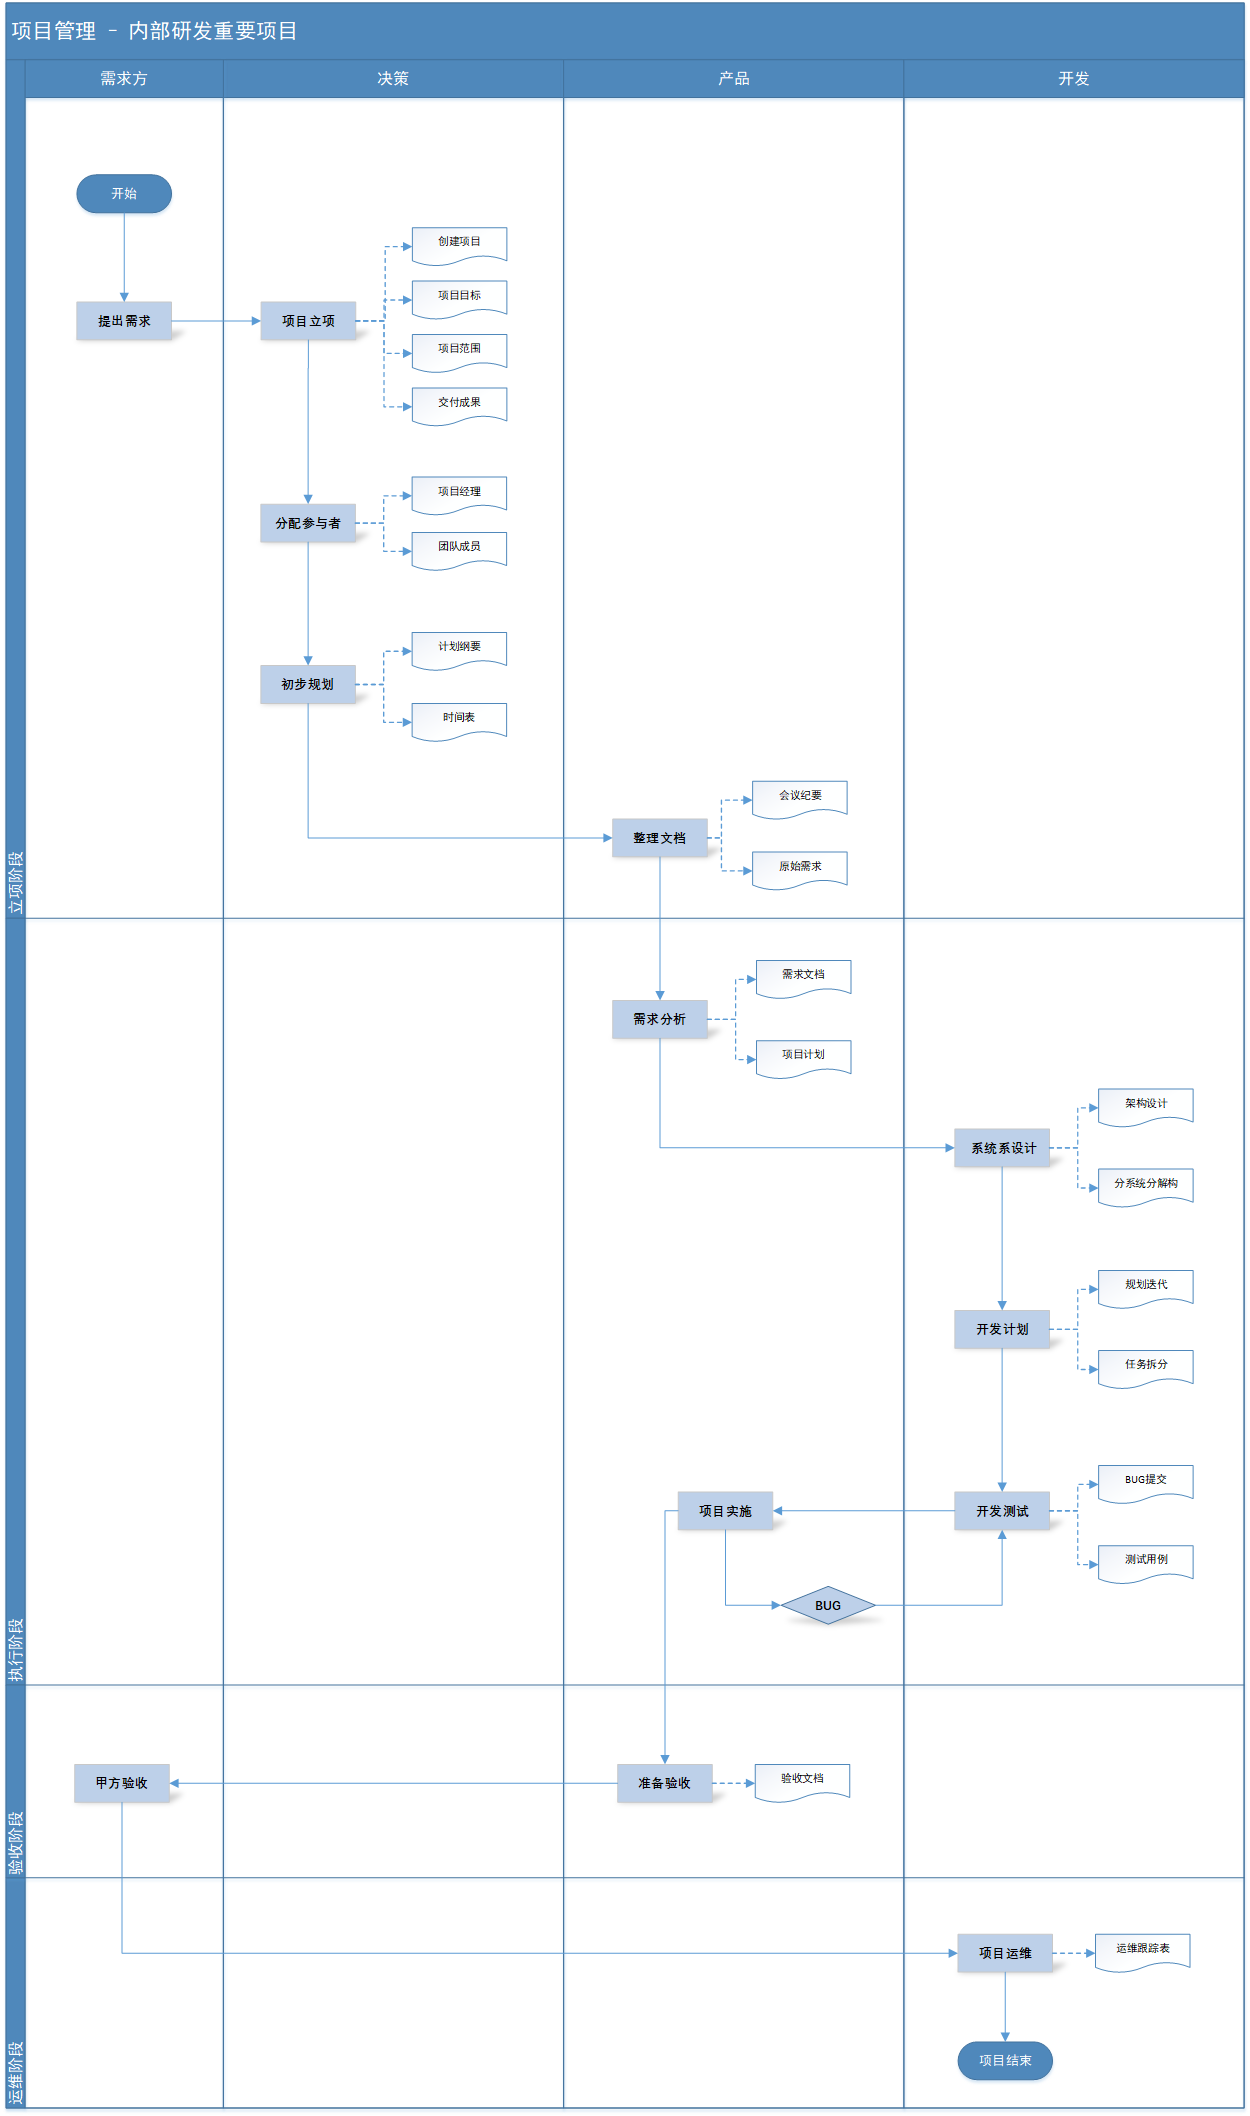 项目管理 - 内部研发重要项目
需求方
决策
产品
开发
立项阶段
开始
创建项目
项目目标
提出需求
项目立项
项目范围
交付成果
项目经理
分配参与者
团队成员
计划纲要
初步规划
时间表
会议纪要
整理文档
原始需求
执行阶段
需求文档
需求分析
项目计划
架构设计
系统系设计
分系统分解构
规划迭代
开发计划
任务拆分
BUG提交
项目实施
开发测试
测试用例
BUG
验收阶段
甲方验收
准备验收
验收文档
运维阶段
项目运维
运维跟踪表
项目结束